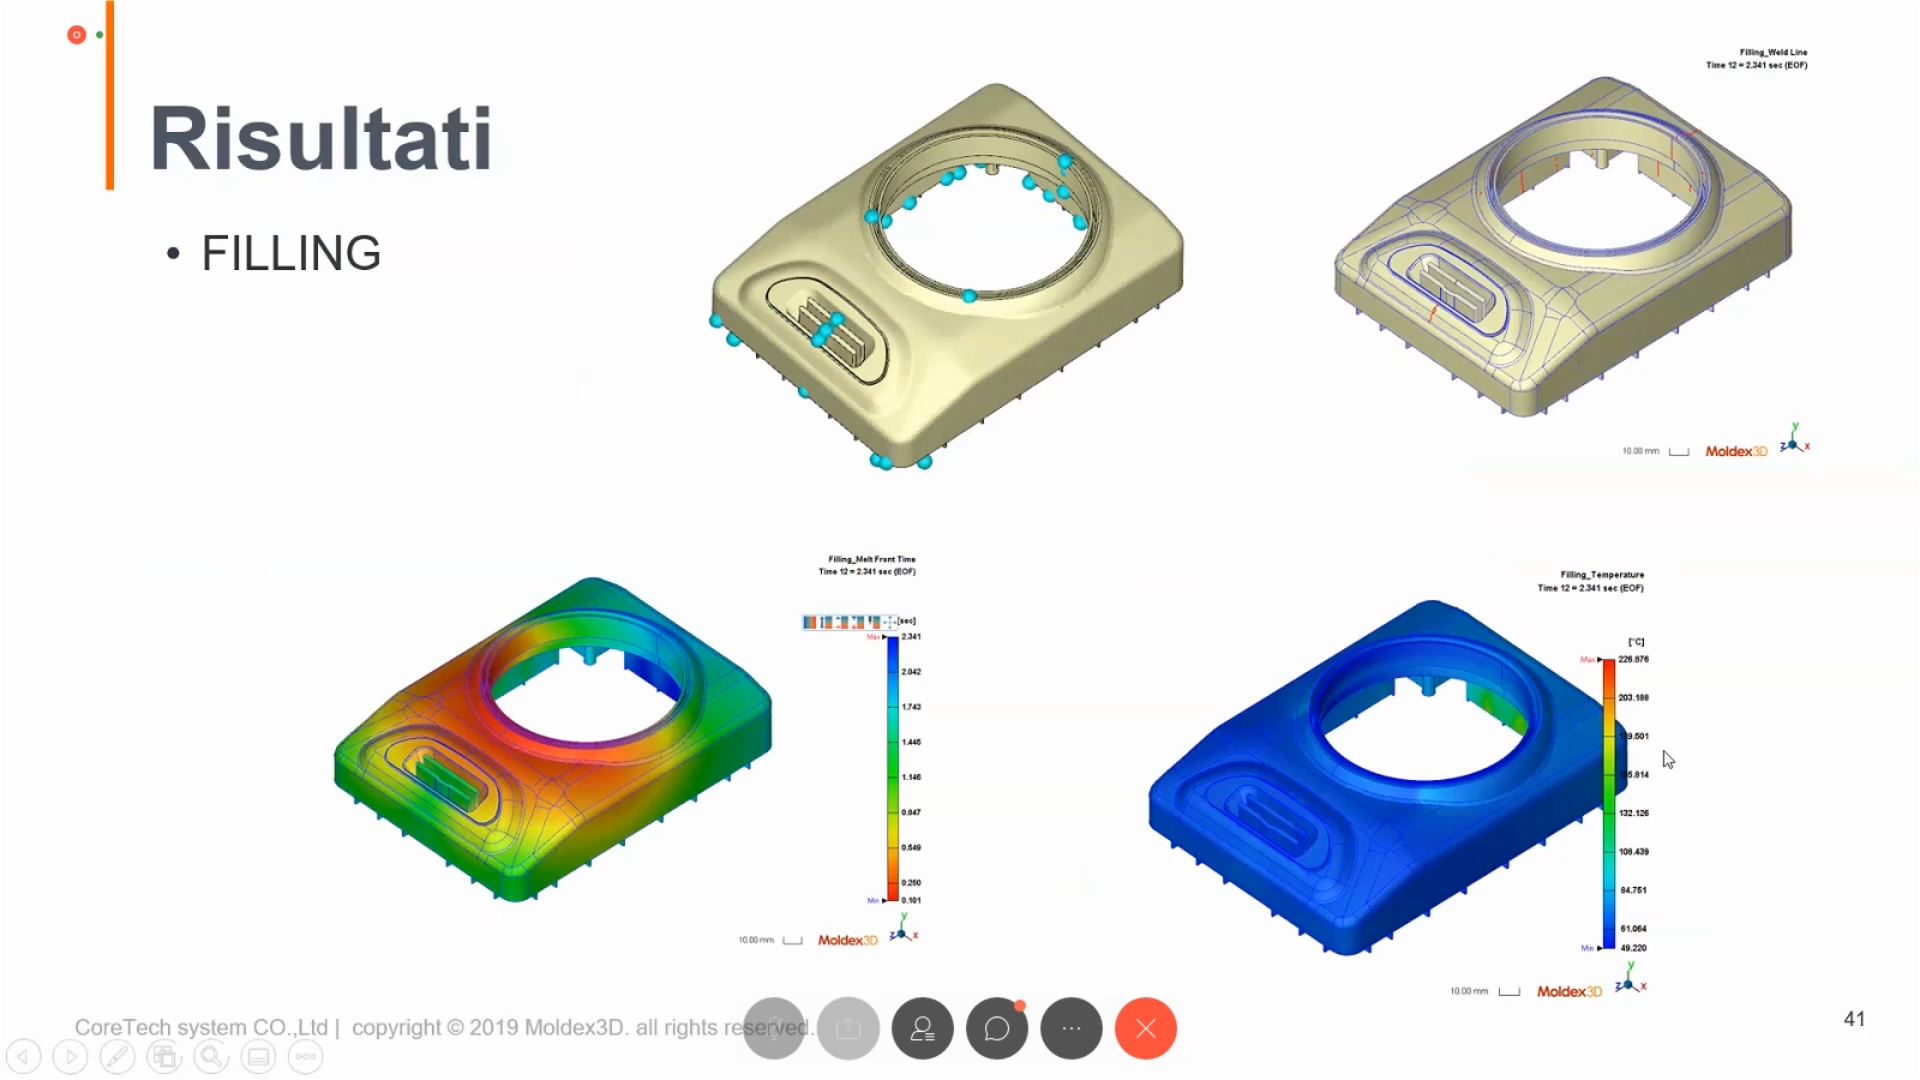 Risultati
• FILLING
Filling_Weld Line
Time 12 = 2.341 sec (EOF)
y
z x
10.00 mm
Moldex3D
Filling_Melt Front Time
Time 12 = 2.341 sec (EOF)
[sec]
Max
2.341
2.042
1.743
1.445
1.146
0.847
0.549
0.250
0.101
Min
y
z x
10.00 mm
Moldex3D
Filling_Temperature
Time 12 = 2.341 sec (EOF)
[°C]
Max
226.876
203.188
132.126
108.439
84.751
61.064
49.220
Min
y
z x
10.00 mm
Moldex3D
CoreTech system CO.,Ltd | copyright © 2019 Moldex3D. all rights reserved.
41